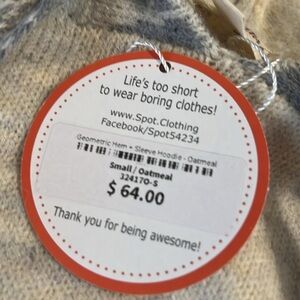 Life's too short
to wear boring clothes!
www.Spot.Clothing
Facebook/Spot54234
Geometric Hem + Sleeve Hoodie - Oatmeal
Small / Oatmeal
32417O-S
$ 64.00
Thank you for being awesome!